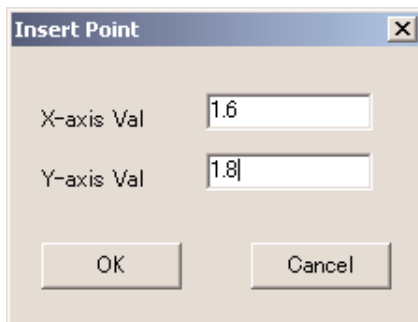 Insert Point
X-axis Val 1.6
Y-axis Val 1.8
OK Cancel